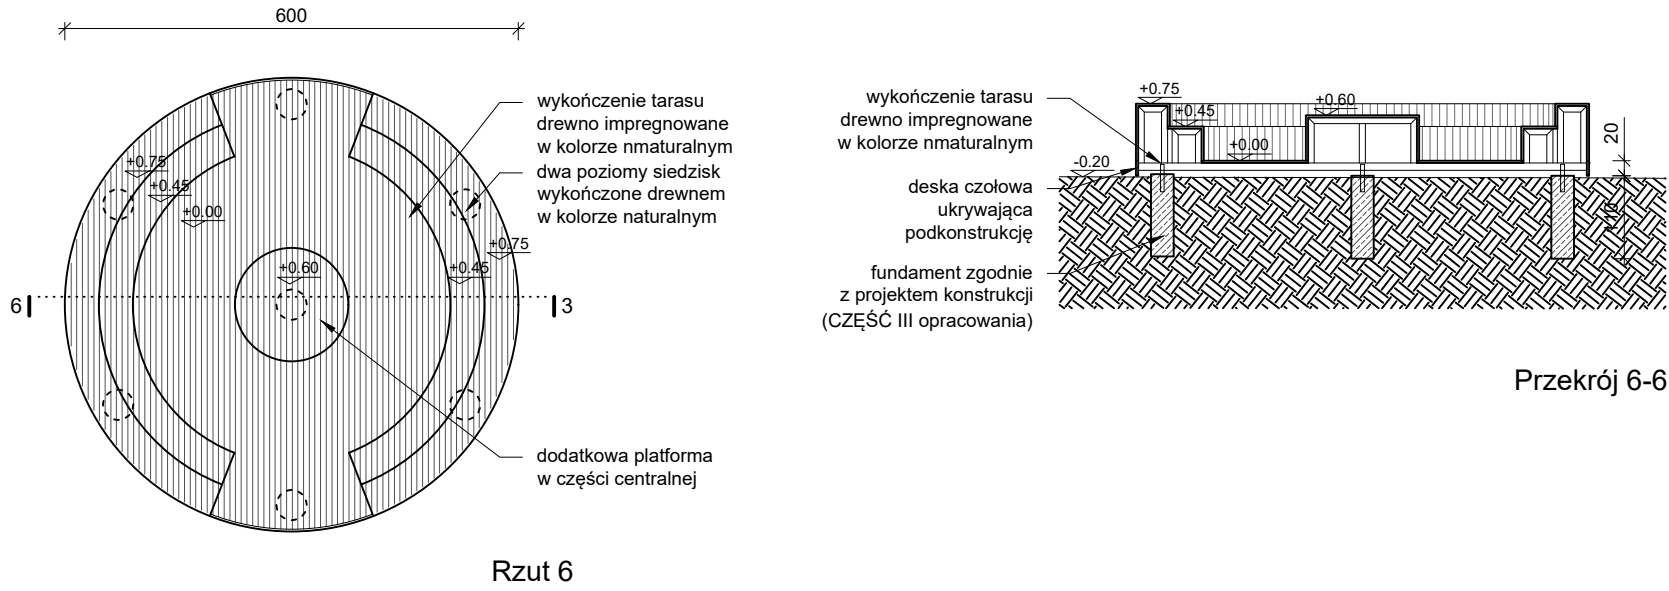 600
wykończenie tarasu
drewno impregnowane
w kolorze nmaturalnym
dwa poziomy siedzisk
wykończone drewnem
w kolorze naturalnym
+0.75
+0.45
+0.00
+0.75
+0.60
+0.45
6
3
dodatkowa platforma
w części centralnej
Rzut 6
wykończenie tarasu
drewno impregnowane
w kolorze nmaturalnym
+0.75
+0.60
+0.45
+0.00
20
-0.20
deska czołowa
ukrywająca
podkonstrukcję
fundament zgodnie
z projektem konstrukcji
(CZĘŚĆ III opracowania)
Przekrój 6-6